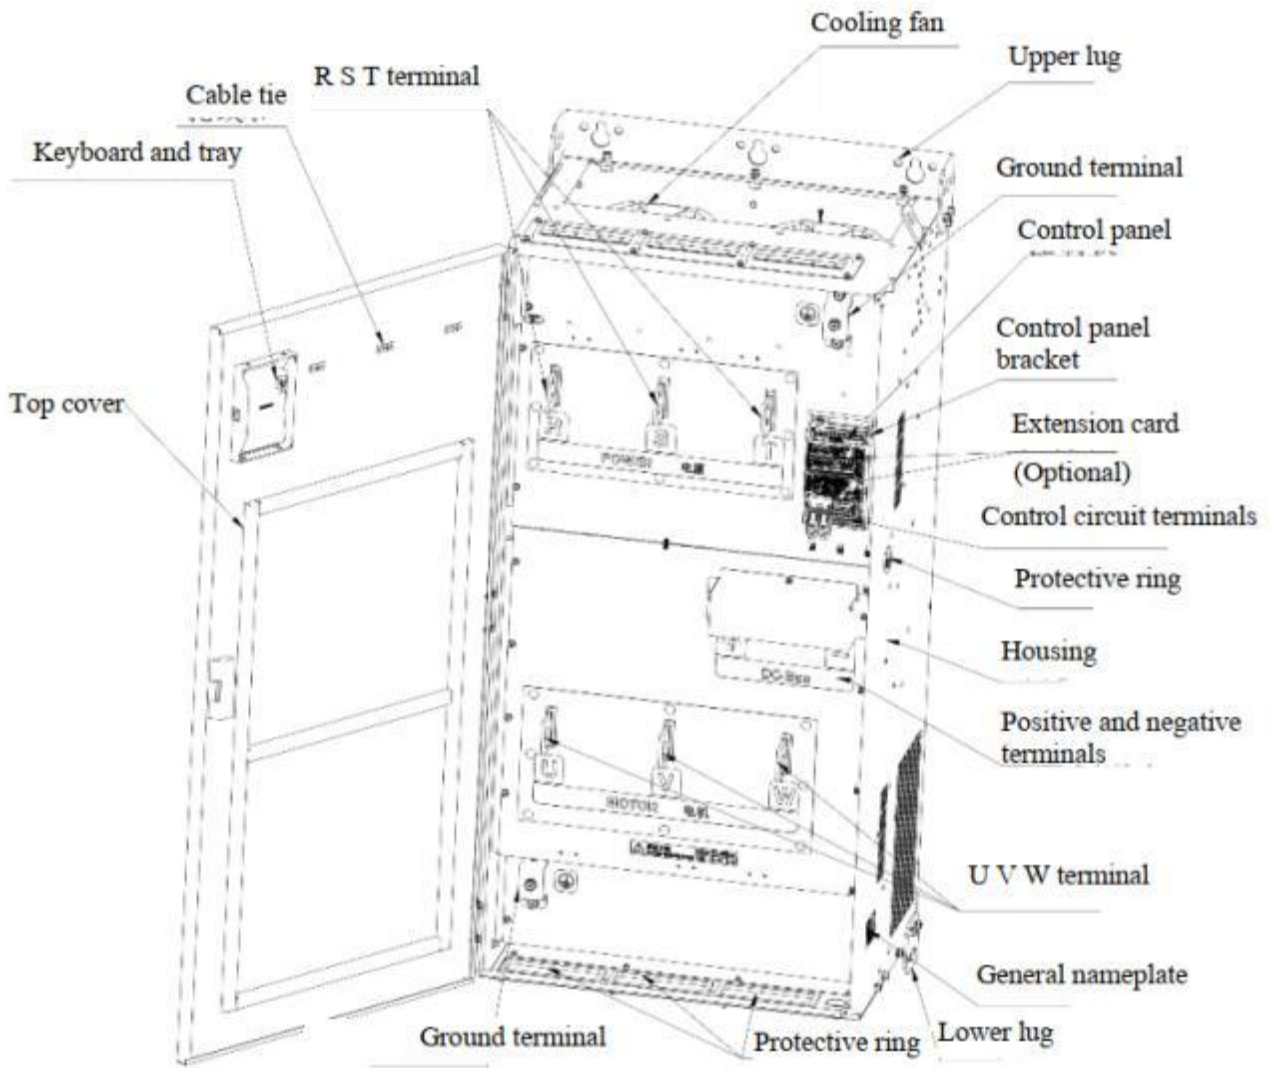 Cooling fan
Upper lug
R S T terminal
Cable tie
Keyboard and tray
Ground terminal
Control panel
Control panel
bracket
Top cover
Extension card
(Optional)
POWER
Control circuit terminals
Protective ring
Housing
Positive and negative
terminals
U
V
W
MOTOR
U V W terminal
General nameplate
Ground terminal
Protective ring
Lower lug